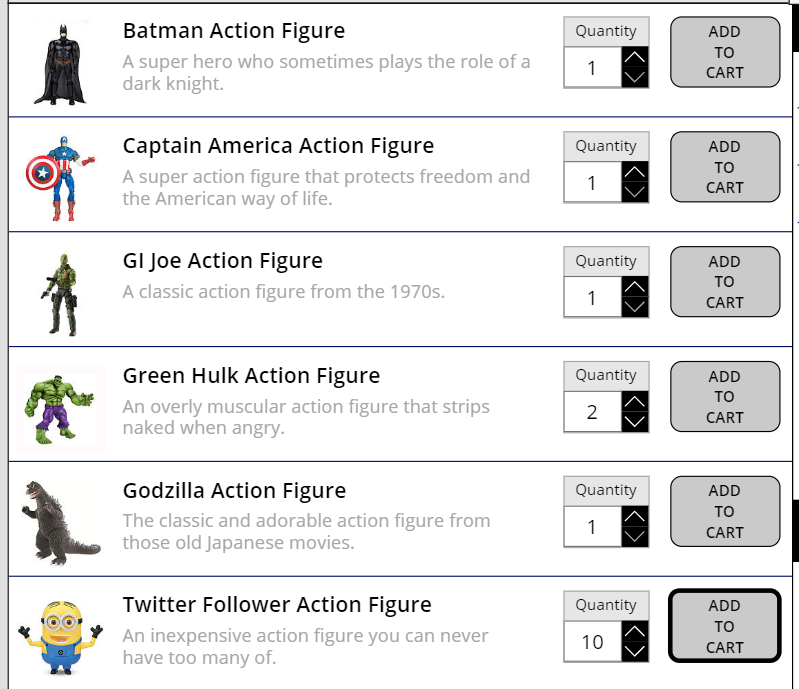 Batman Action Figure
A super hero who sometimes plays the role of a
dark knight.
Quantity
1
ADD
TO
CART
Captain America Action Figure
A super action figure that protects freedom and
the American way of life.
Quantity
1
ADD
TO
CART
GI Joe Action Figure
A classic action figure from the 1970s.
Quantity
1
ADD
TO
CART
Green Hulk Action Figure
An overly muscular action figure that strips
naked when angry.
Quantity
2
ADD
TO
CART
Godzilla Action Figure
The classic and adorable action figure from
those old Japanese movies.
Quantity
1
ADD
TO
CART
Twitter Follower Action Figure
An inexpensive action figure you can never
have too many of.
Quantity
10
ADD
TO
CART